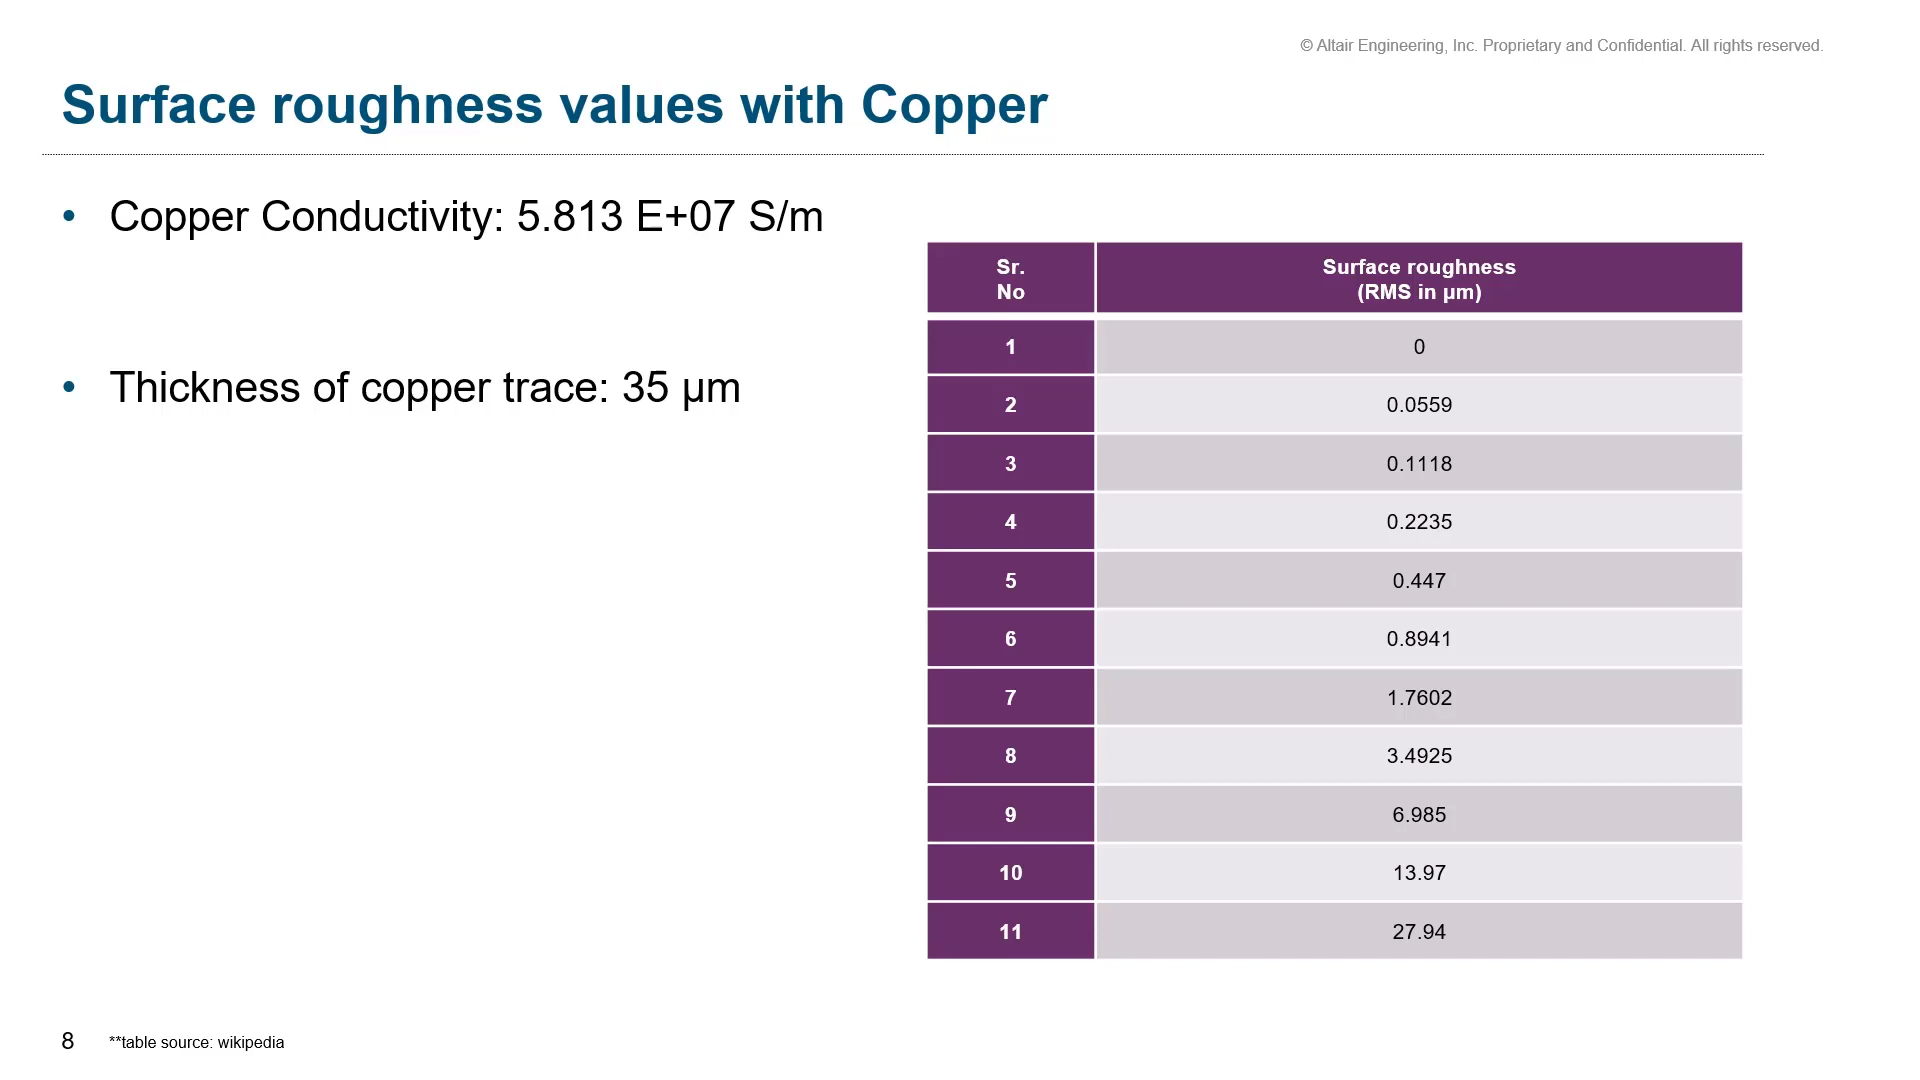 © Altair Engineering, Inc. Proprietary and Confidential. All rights reserved.
Surface roughness values with Copper
• Copper Conductivity: 5.813 E+07 S/m
• Thickness of copper trace: 35 µm
Sr. No | Surface roughness (RMS in µm)
1 | 0
2 | 0.0559
3 | 0.1118
4 | 0.2235
5 | 0.447
6 | 0.8941
7 | 1.7602
8 | 3.4925
9 | 6.985
10 | 13.97
11 | 27.94
8 **table source: wikipedia